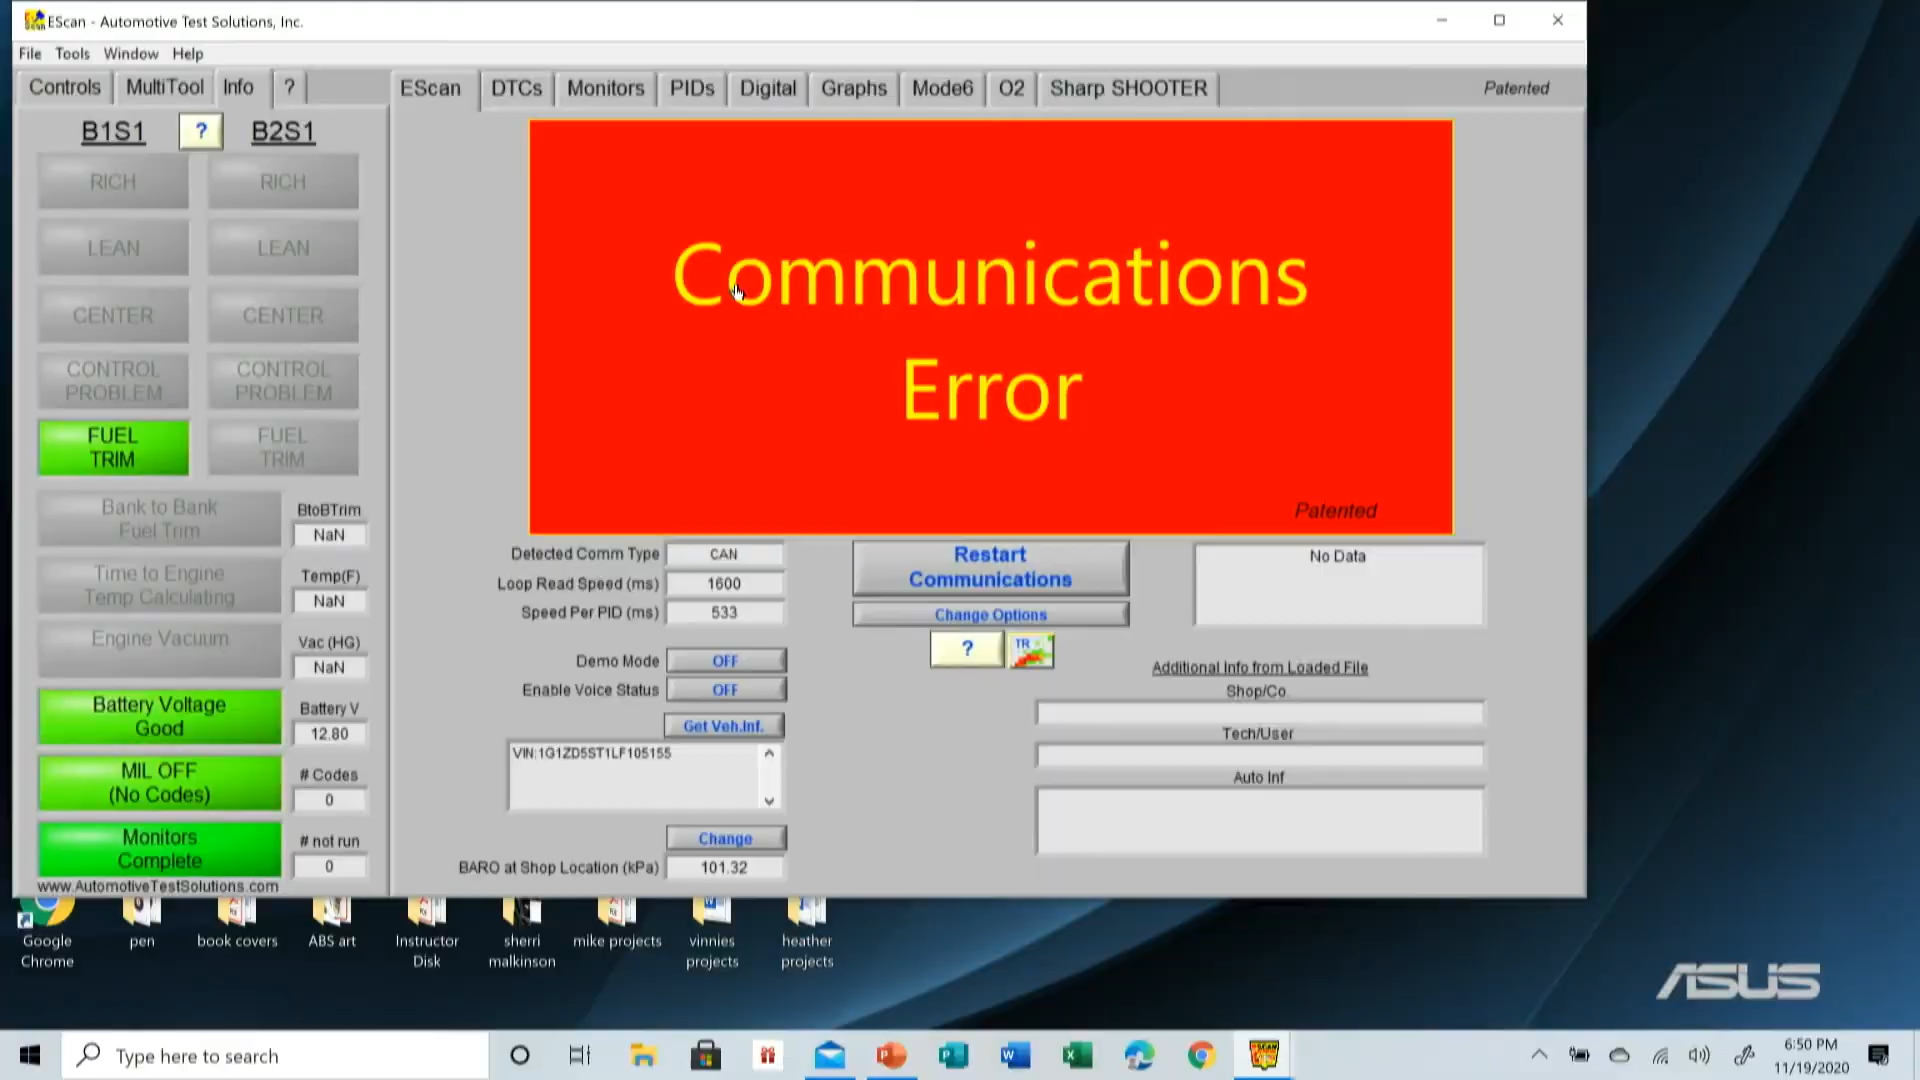 EScan - Automotive Test Solutions, Inc.
File Tools Window Help
Controls MultiTool Info ?
EScan DTCs Monitors PIDs Digital Graphs Mode6 O2 Sharp SHOOTER Patented
B1S1 ? B2S1
RICH RICH
LEAN LEAN
CENTER CENTER
CONTROL PROBLEM CONTROL PROBLEM
FUEL TRIM FUEL TRIM
Bank to Bank Fuel Trim
BtoBTrim
NaN
Time to Engine Temp Calculating
Temp(F)
NaN
Engine Vacuum
Vac (HG)
NaN
Battery Voltage Good
Battery V
12.80
MIL OFF (No Codes)
# Codes
0
Monitors Complete
# not run
0
www.AutomotiveTestSolutions.com
Communications
Error
Patented
Detected Comm Type CAN
Loop Read Speed (ms) 1600
Speed Per PID (ms) 533
Restart Communications
Change Options
? TR
No Data
Demo Mode OFF
Enable Voice Status OFF
Get Veh.Inf.
VIN:1G1ZD5ST1LF105155
Change
BARO at Shop Location (kPa) 101.32
Additional Info from Loaded File
Shop/Co.
Tech/User
Auto Inf
Google Chrome
pen
book covers
ABS art
Instructor Disk
sherri malkinson
mike projects
vinnies projects
heather projects
ASUS
Type here to search
6:50 PM
11/19/2020